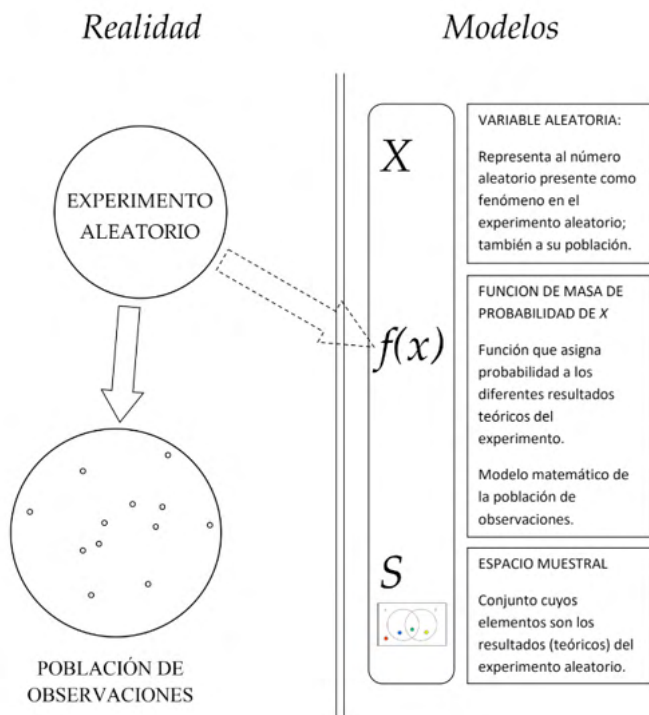 Realidad
Modelos
EXPERIMENTO
ALEATORIO
POBLACIÓN DE
OBSERVACIONES
X
f(x)
S
VARIABLE ALEATORIA:
Representa al número
aleatorio presente como
fenómeno en el
experimento aleatorio;
también a su población.
FUNCION DE MASA DE
PROBABILIDAD DE X
Función que asigna
probabilidad a los
diferentes resultados
teóricos del
experimento.
Modelo matemático de
la población de
observaciones.
ESPACIO MUESTRAL
Conjunto cuyos
elementos son los
resultados (teóricos) del
experimento aleatorio.